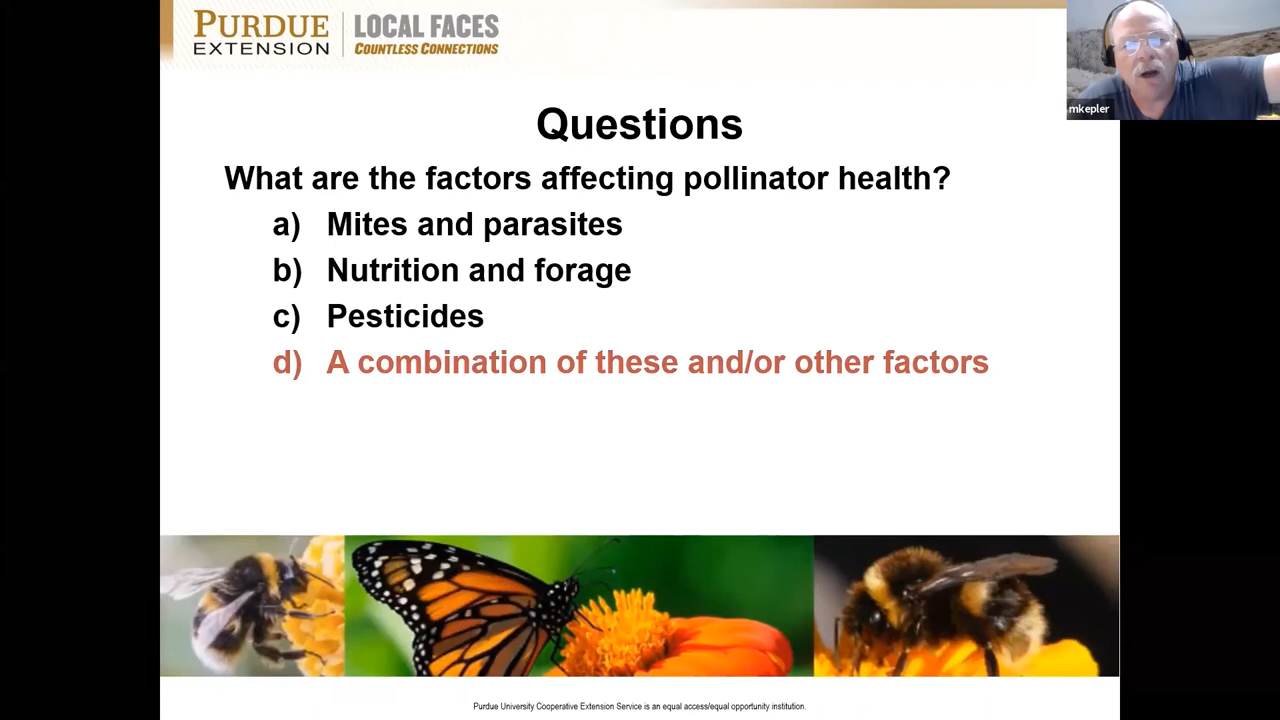 PURDUE
EXTENSION
LOCAL FACES
COUNTLESS CONNECTIONS
mkepler
Questions
What are the factors affecting pollinator health?
a) Mites and parasites
b) Nutrition and forage
c) Pesticides
d) A combination of these and/or other factors
Purdue University Cooperative Extension Service is an equal access/equal opportunity institution.